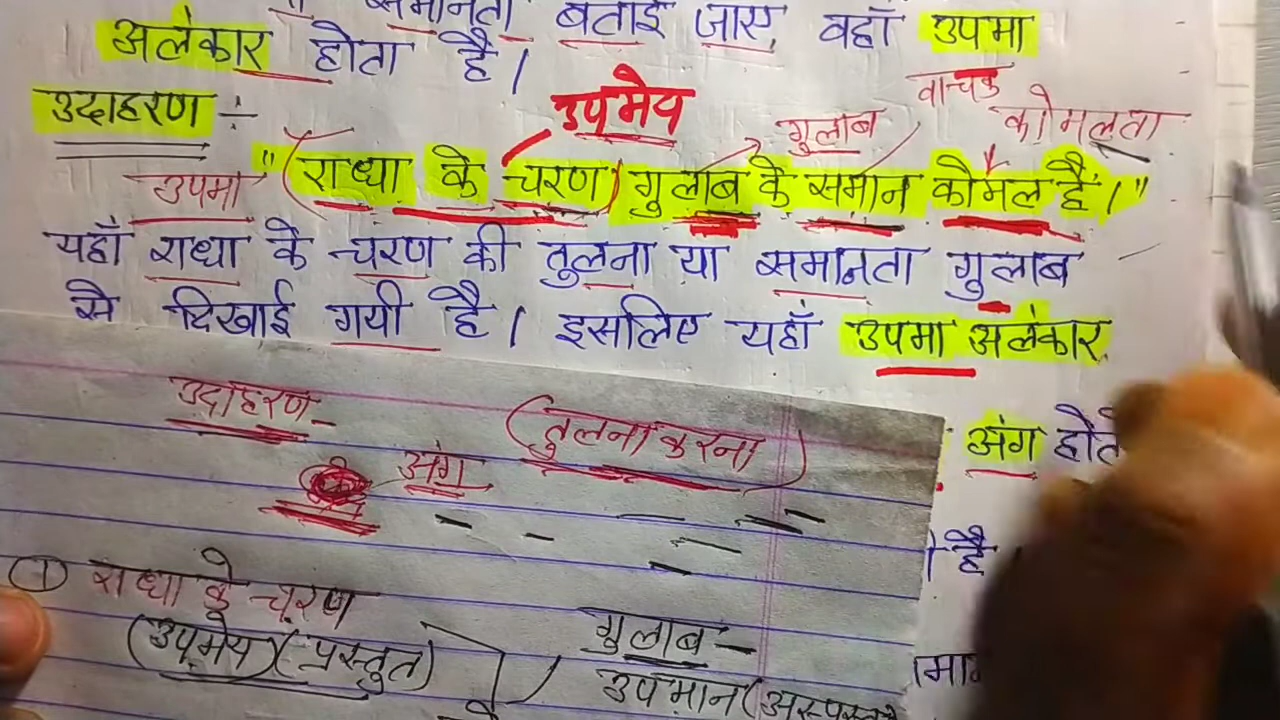 समानता बताई जाए वहाँ उपमा
अलंकार होता है।
उदाहरण ÷
उपमेय
गुलाब
वाचक
कोमलता
उपमा
"(राधा के चरण) गुलाब के समान कोमल है।"
यहाँ राधा के चरण की तुलना या समानता गुलाब
से दिखाई गयी है। इसलिए यहाँ उपमा अलंकार
अंग होते
है
उदाहरण-
(तुलना करना)
अंग
① राधा के चरण
(उपमेय)(प्रस्तुत)
गुलाब-
उपमान(